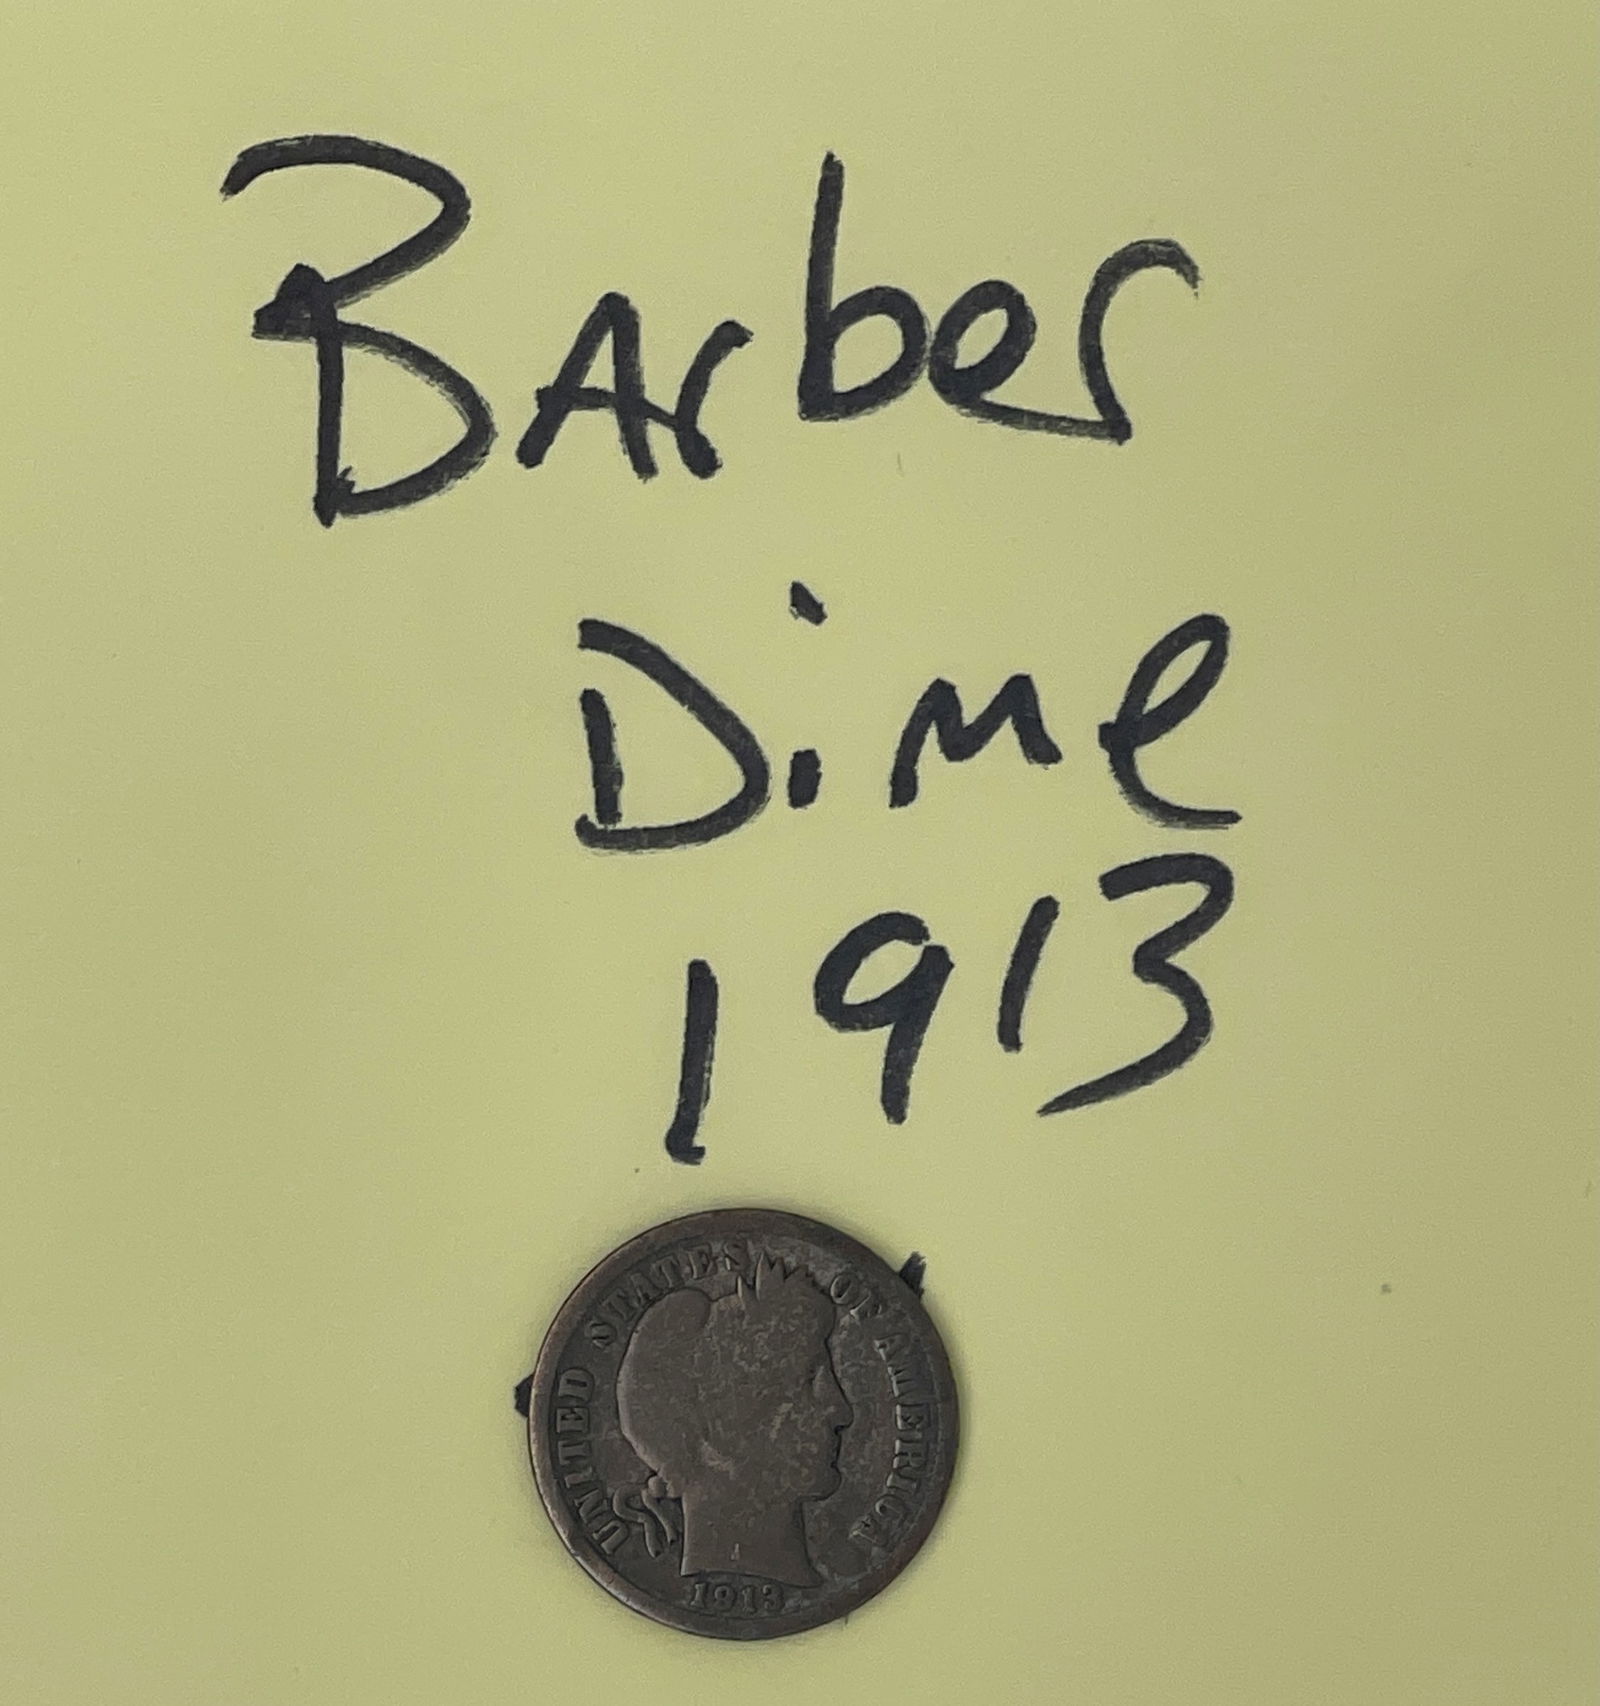 BArber
Dime
1913
UNITED STATES OF AMERICA
1913